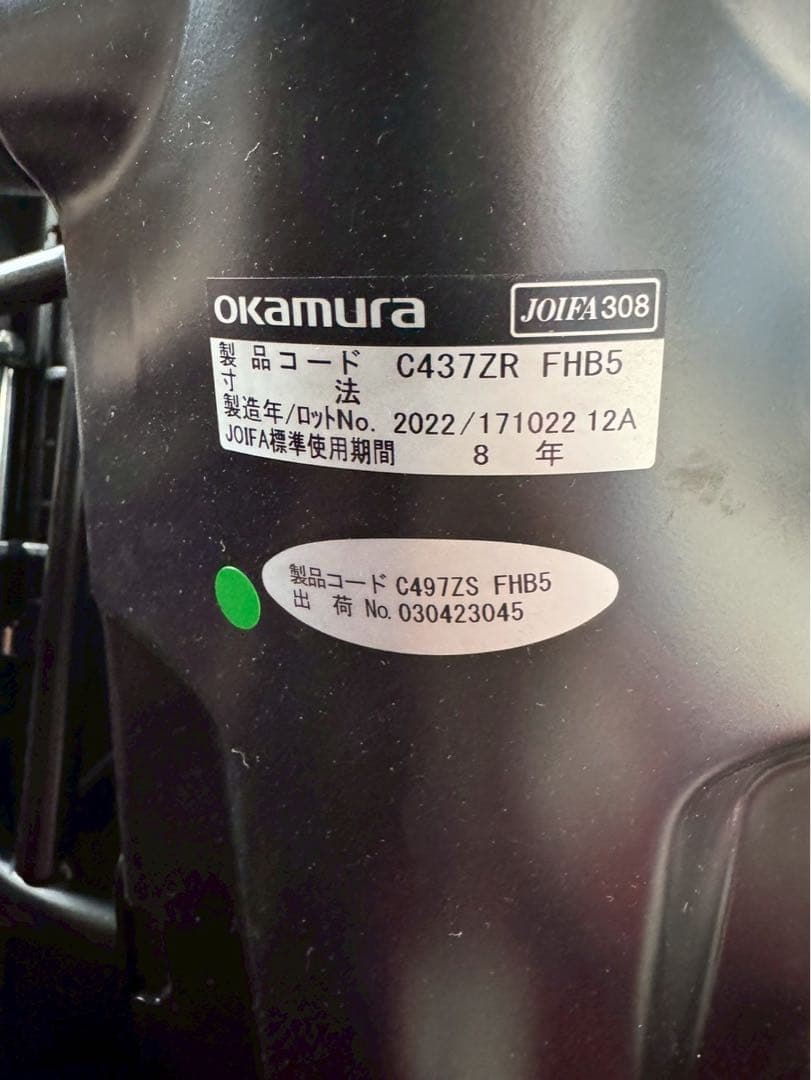 okamura
JOIFA308
製品コード C437ZR FHB5
寸法
製造年/ロットNo. 2022/171022 12A
JOIFA標準使用期間 8 年
製品コード C497ZS FHB5
出荷 No. 030423045